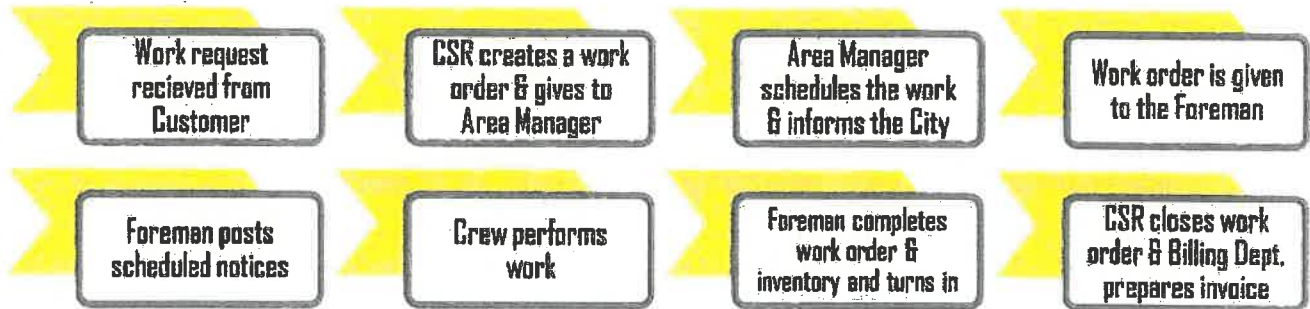 Work request
recieved from
Customer
CSR creates a work
order & gives to
Area Manager
Area Manager
schedules the work
& informs the City
Work order is given
to the Foreman
Foreman posts
scheduled notices
Crew performs
work
Foreman completes
work order &
inventory and turns in
CSR closes work
order & Billing Dept.
prepares invoice